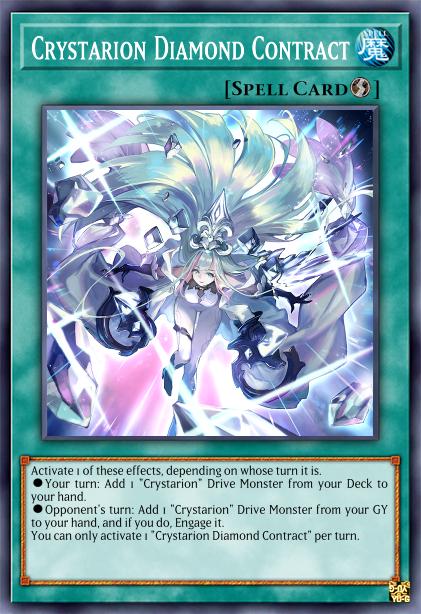 Crystarion Diamond Contract
SPELL
魔
[Spell Card]
Activate 1 of these effects, depending on whose turn it is.
●Your turn: Add 1 "Crystarion" Drive Monster from your Deck to
your hand.
●Opponent's turn: Add 1 "Crystarion" Drive Monster from your GY
to your hand, and if you do, Engage it.
You can only activate 1 "Crystarion Diamond Contract" per turn.